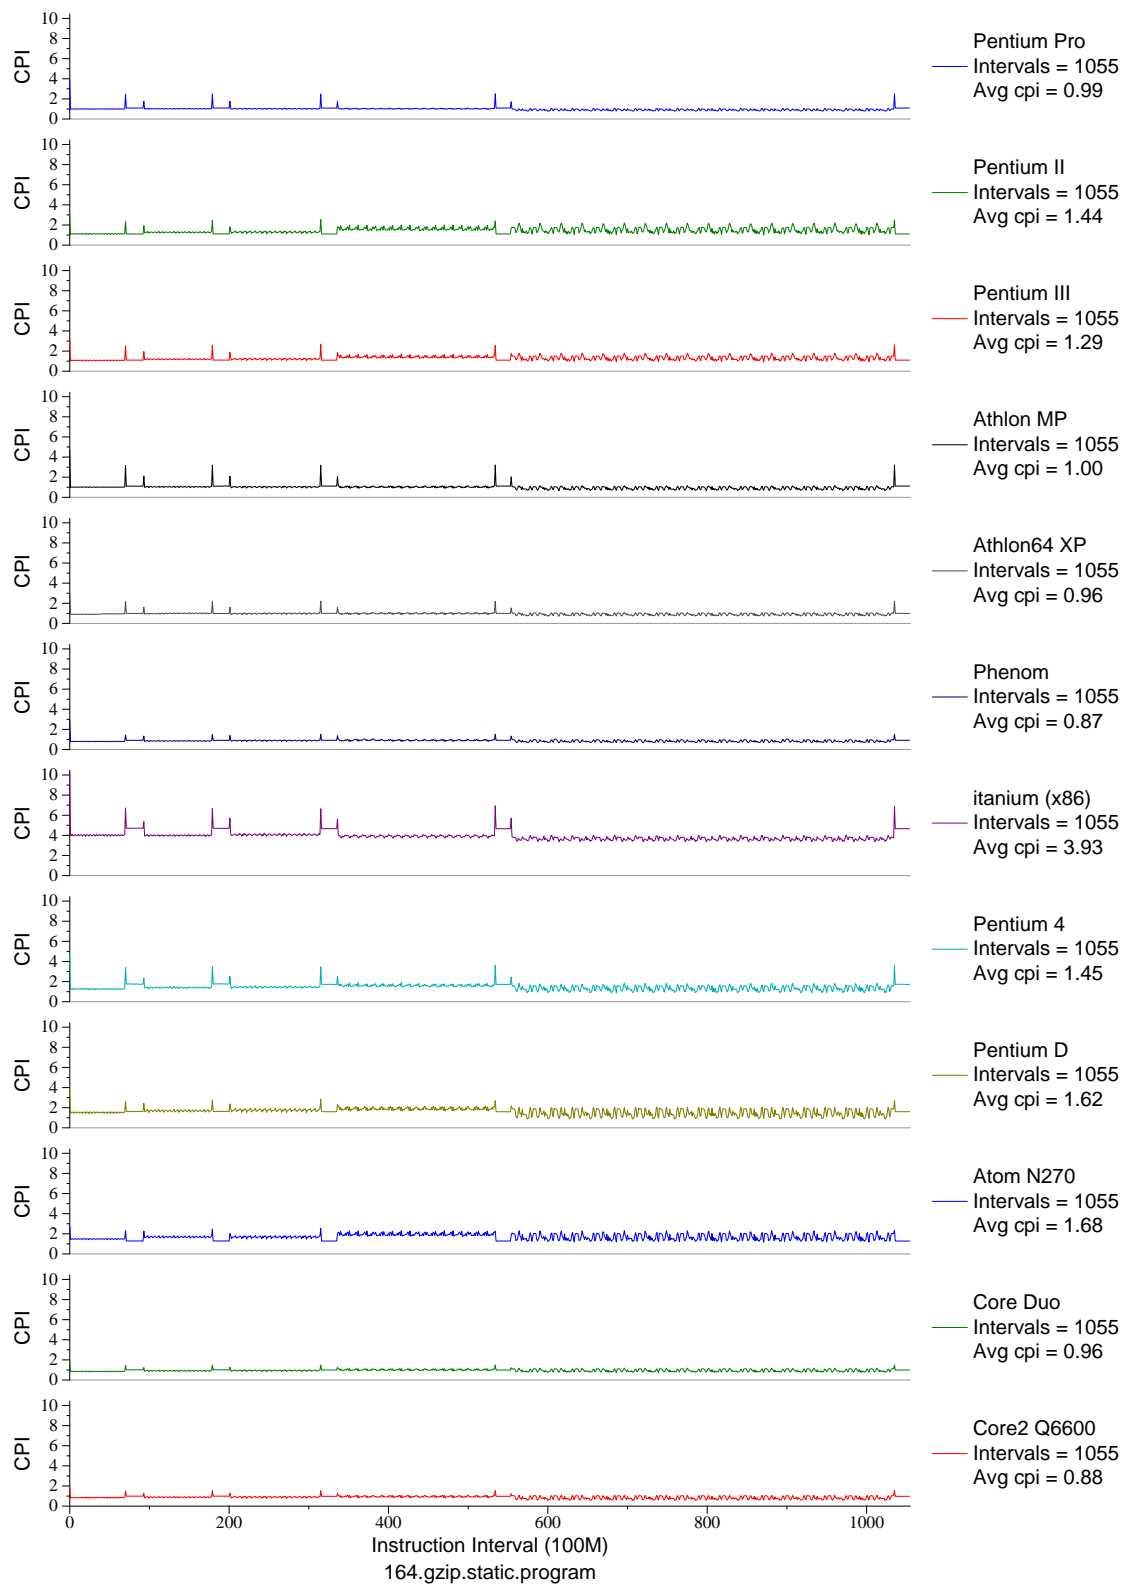 10
8
6
4
2
0
CPI
Pentium Pro
Intervals = 1055
Avg cpi = 0.99
10
8
6
4
2
0
CPI
Pentium II
Intervals = 1055
Avg cpi = 1.44
10
8
6
4
2
0
CPI
Pentium III
Intervals = 1055
Avg cpi = 1.29
10
8
6
4
2
0
CPI
Athlon MP
Intervals = 1055
Avg cpi = 1.00
10
8
6
4
2
0
CPI
Athlon64 XP
Intervals = 1055
Avg cpi = 0.96
10
8
6
4
2
0
CPI
Phenom
Intervals = 1055
Avg cpi = 0.87
10
8
6
4
2
0
CPI
itanium (x86)
Intervals = 1055
Avg cpi = 3.93
10
8
6
4
2
0
CPI
Pentium 4
Intervals = 1055
Avg cpi = 1.45
10
8
6
4
2
0
CPI
Pentium D
Intervals = 1055
Avg cpi = 1.62
10
8
6
4
2
0
CPI
Atom N270
Intervals = 1055
Avg cpi = 1.68
10
8
6
4
2
0
CPI
Core Duo
Intervals = 1055
Avg cpi = 0.96
10
8
6
4
2
0
CPI
Core2 Q6600
Intervals = 1055
Avg cpi = 0.88
0 200 400 600 800 1000
Instruction Interval (100M)
164.gzip.static.program